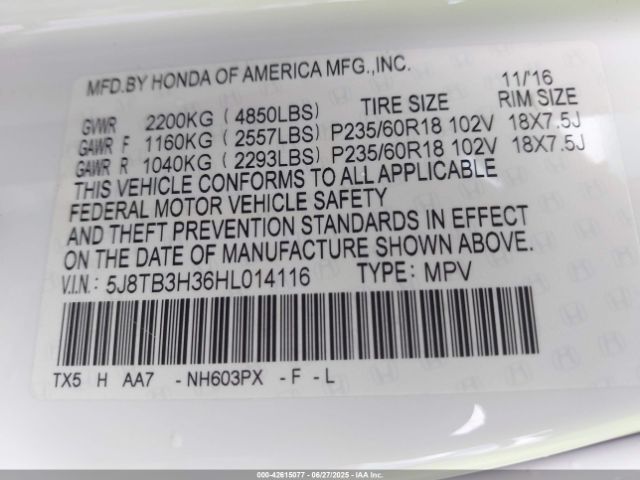 MFD.BY HONDA OF AMERICA MFG.,INC. 11/'16
GVWR 2200KG (4850LBS) TIRE SIZE RIM SIZE
GAWR F 1160KG (2557LBS) P235/60R18 102V 18X7.5J
GAWR R 1040KG (2293LBS) P235/60R18 102V 18X7.5J
THIS VEHICLE CONFORMS TO ALL APPLICABLE
FEDERAL MOTOR VEHICLE SAFETY
AND THEFT PREVENTION STANDARDS IN EFFECT
ON THE DATE OF MANUFACTURE SHOWN ABOVE.
V.I.N.: 5J8TB3H36HL014116 TYPE: MPV
TX5 H AA7 -NH603PX -F -L
000-42615077 - 06/27/2025 - IAA Inc.